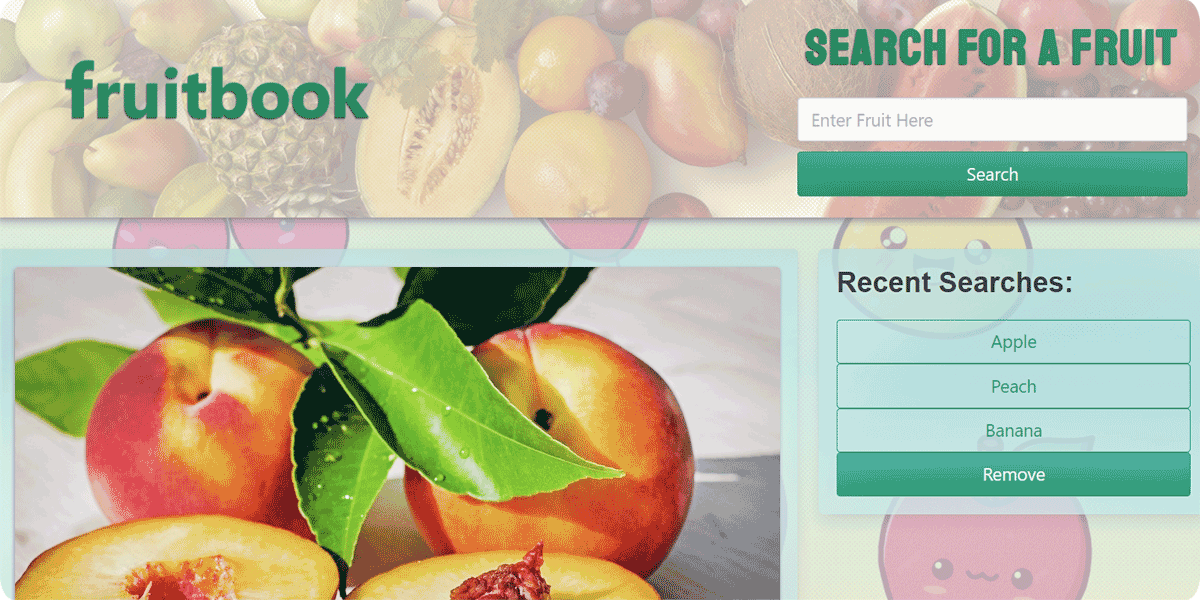 fruitbook
SEARCH FOR A FRUIT
Enter Fruit Here
Search
Recent Searches:
Apple
Peach
Banana
Remove